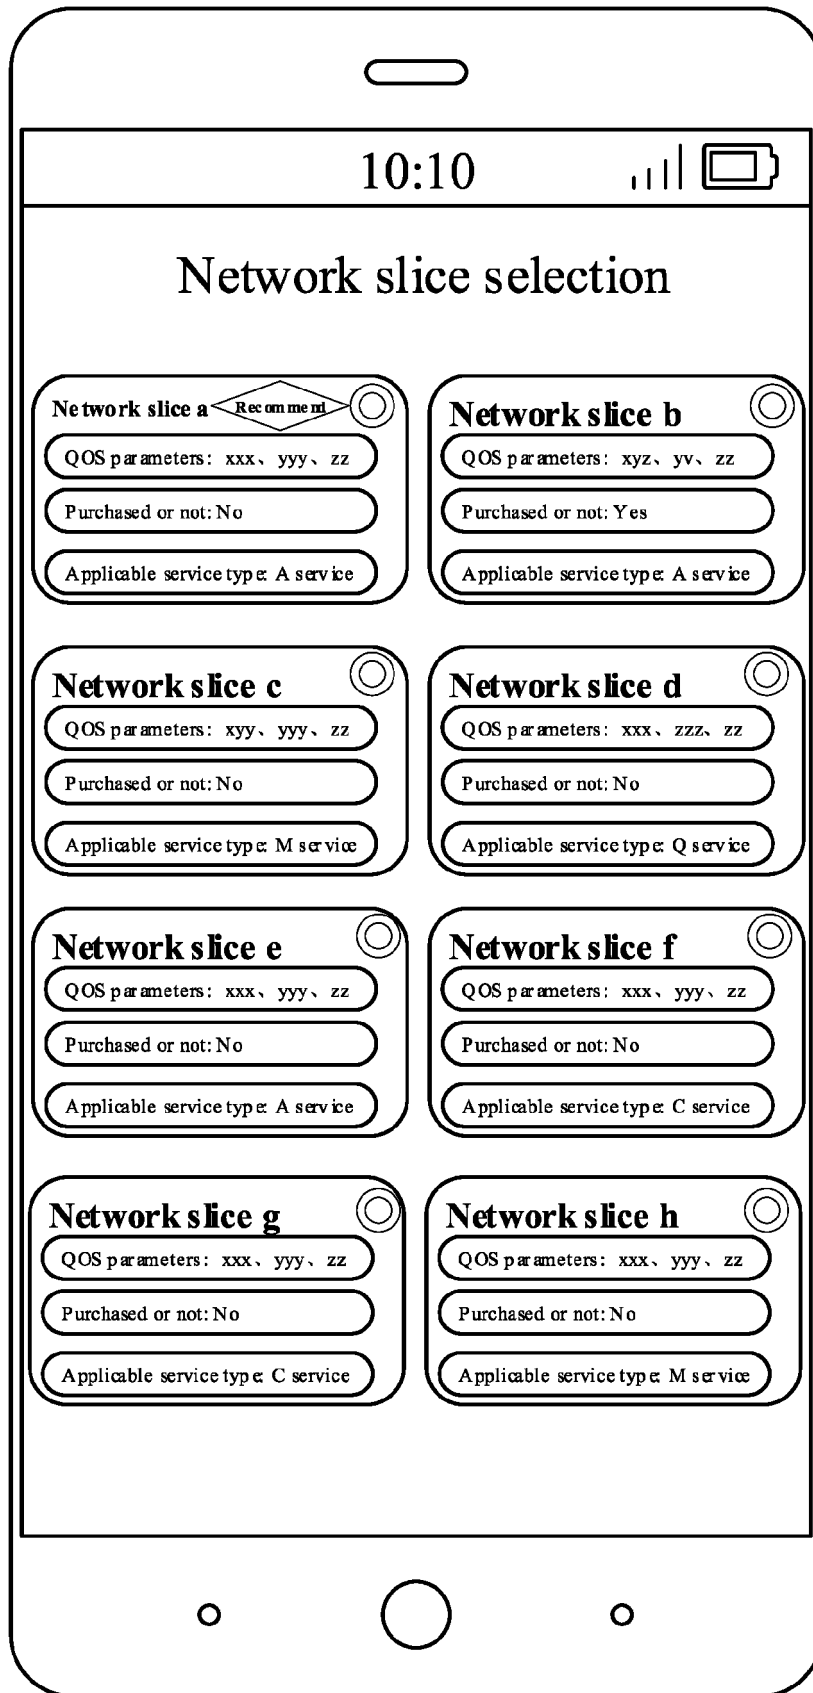 10:10
Network slice selection
Network slice a
Recommend
QOS parameters: xxx、yyy、zz
Purchased or not: No
Applicable service type: A service
Network slice b
QOS parameters: xyz、yv、zz
Purchased or not: Yes
Applicable service type: A service
Network slice c
QOS parameters: xyy、yyy、zz
Purchased or not: No
Applicable service type: M service
Network slice d
QOS parameters: xxx、zzz、zz
Purchased or not: No
Applicable service type: Q service
Network slice e
QOS parameters: xxx、yyy、zz
Purchased or not: No
Applicable service type: A service
Network slice f
QOS parameters: xxx、yyy、zz
Purchased or not: No
Applicable service type: C service
Network slice g
QOS parameters: xxx、yyy、zz
Purchased or not: No
Applicable service type: C service
Network slice h
QOS parameters: xxx、yyy、zz
Purchased or not: No
Applicable service type: M service